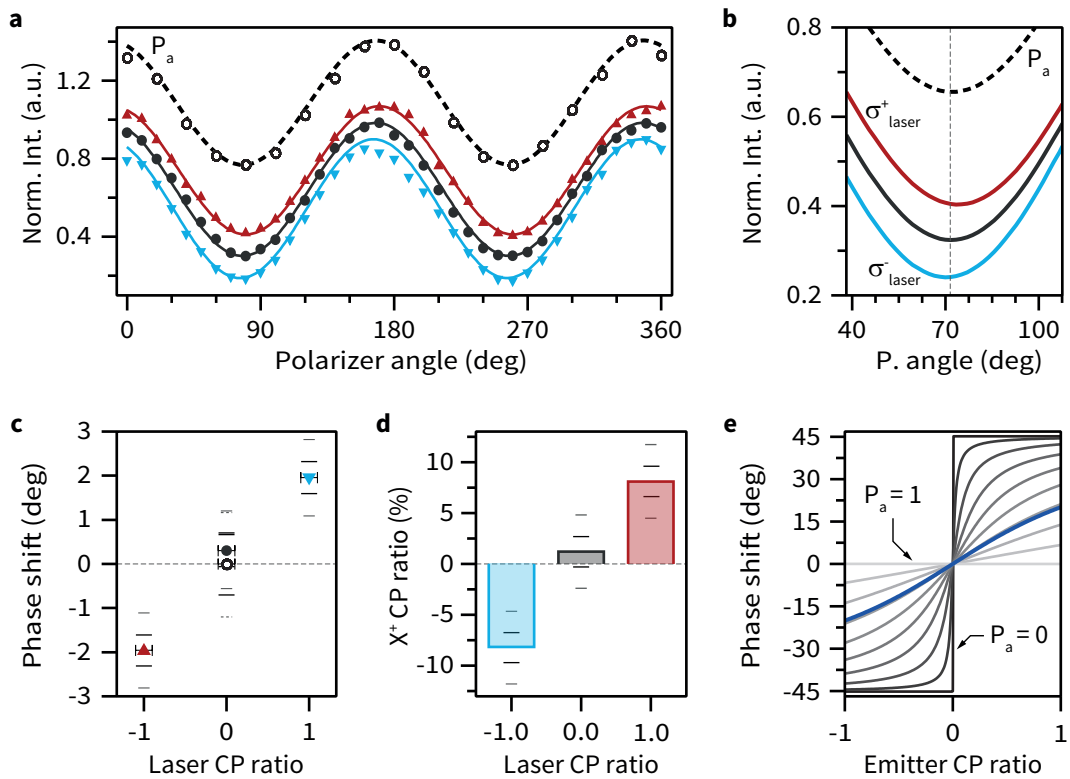 a
Norm. Int. (a.u.)
1.2
0.8
0.4
Pₐ
0 90 180 270 360
Polarizer angle (deg)
b
Norm. Int. (a.u.)
0.8
0.6
0.4
0.2
Pₐ
σ⁺laser
σ⁻laser
40 70 100
P. angle (deg)
c
Phase shift (deg)
3
2
1
0
-1
-2
-3
-1 0 1
Laser CP ratio
d
X⁺ CP ratio (%)
10
5
0
-5
-10
-1.0 0.0 1.0
Laser CP ratio
e
Phase shift (deg)
45
30
15
0
-15
-30
-45
Pₐ = 1
Pₐ = 0
-1 0 1
Emitter CP ratio